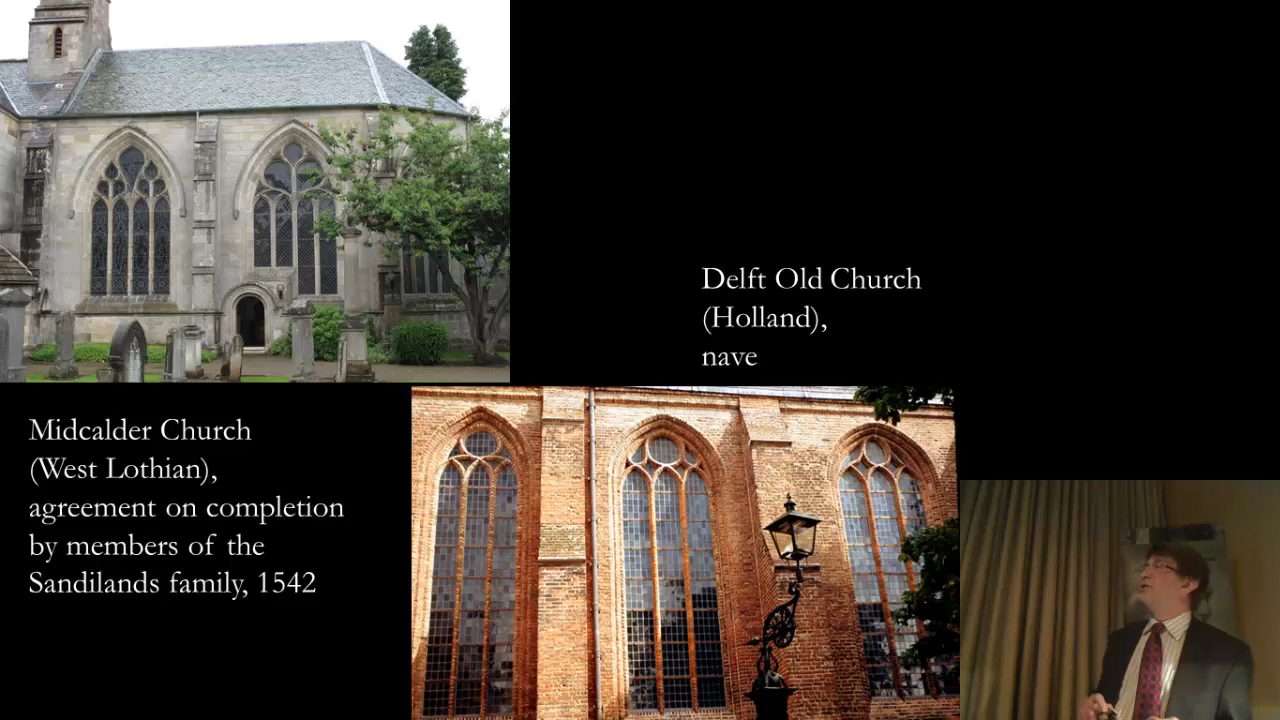 Delft Old Church
(Holland),
nave
Midcalder Church
(West Lothian),
agreement on completion
by members of the
Sandilands family, 1542